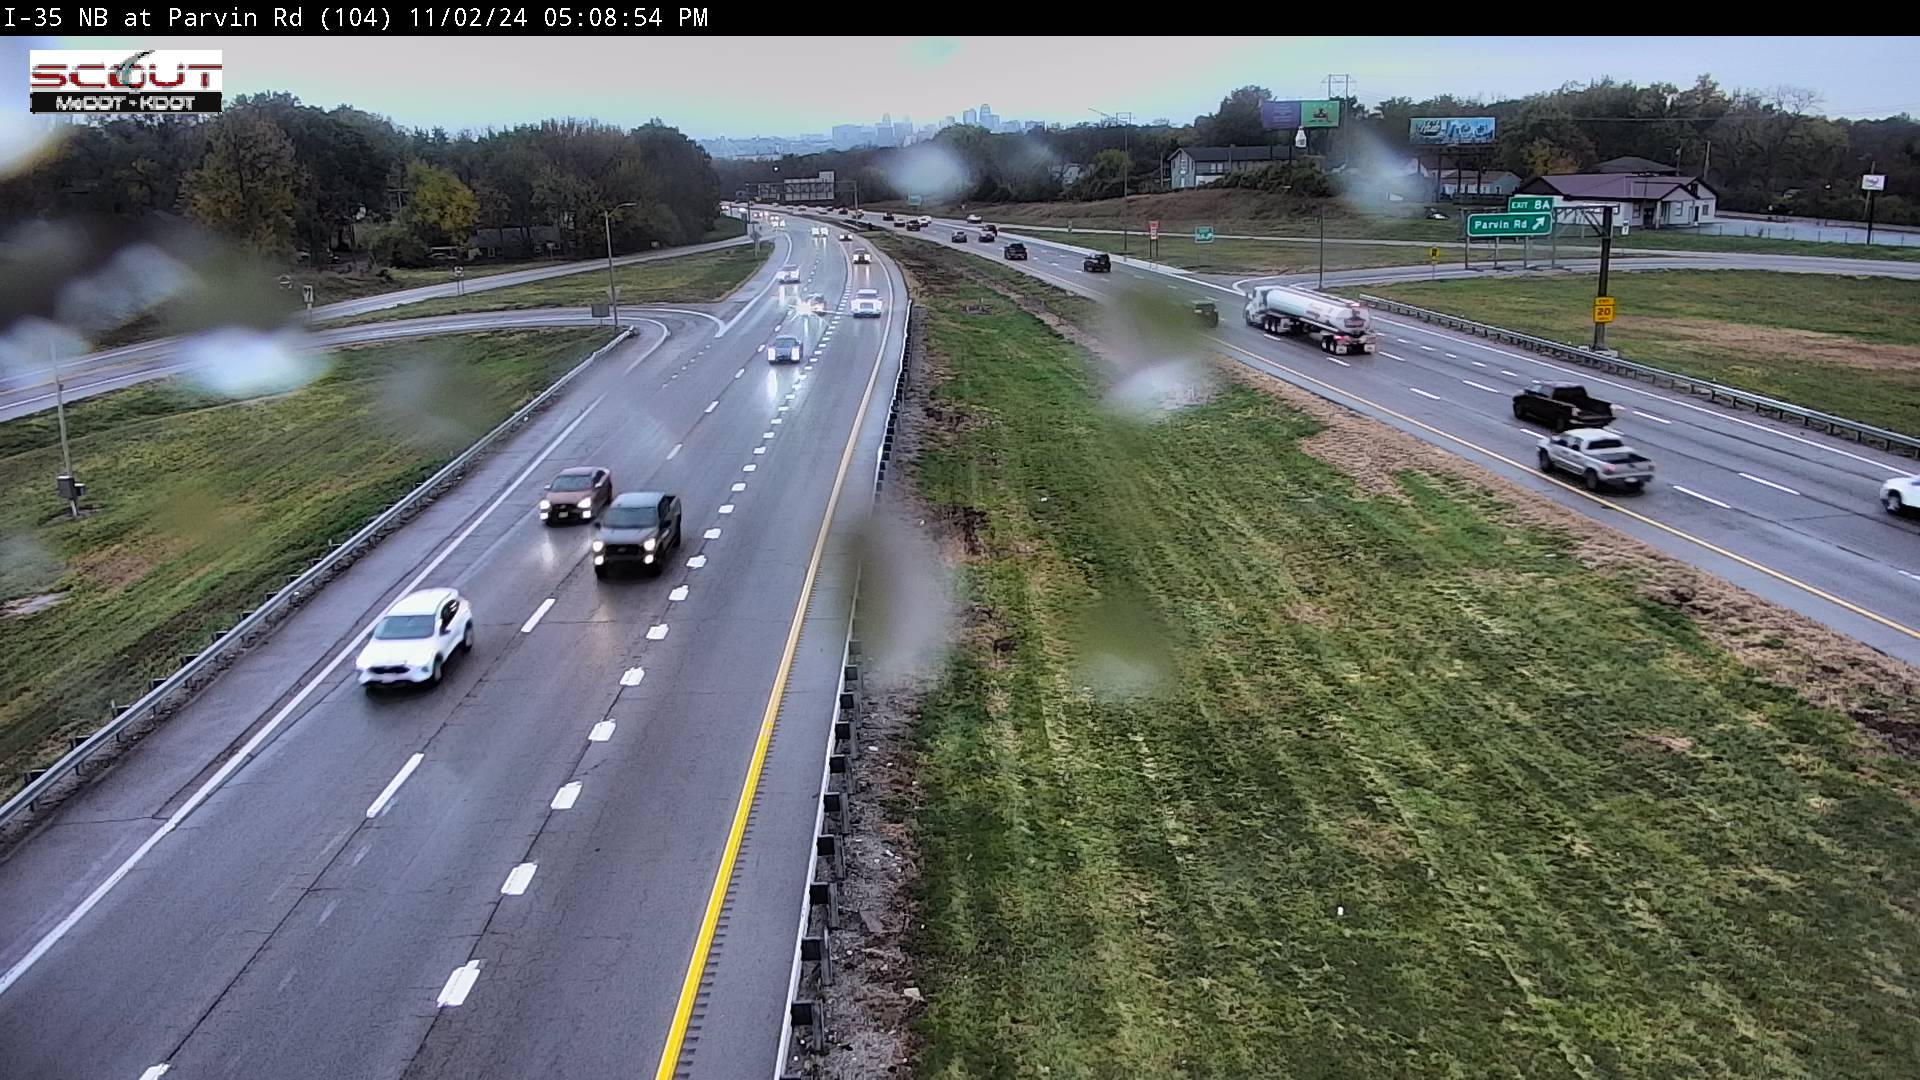 I-35 NB at Parvin Rd (104) 11/02/24 05:08:54 PM
SCOUT
MoDOT - KDOT
EXIT 8A
Parvin Rd
EXIT
20